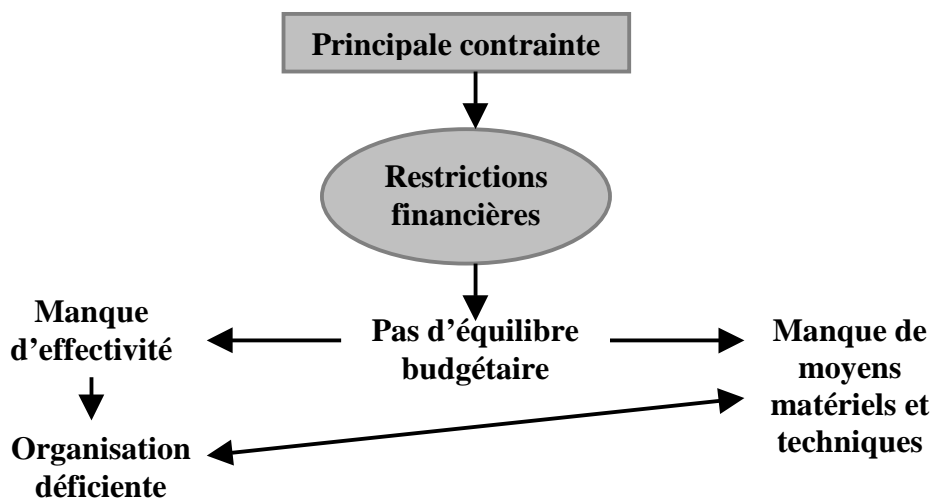 Principale contrainte
Restrictions
financières
Manque
d’effectivité
Pas d’équilibre
budgétaire
Manque de
moyens
matériels et
techniques
Organisation
déficiente